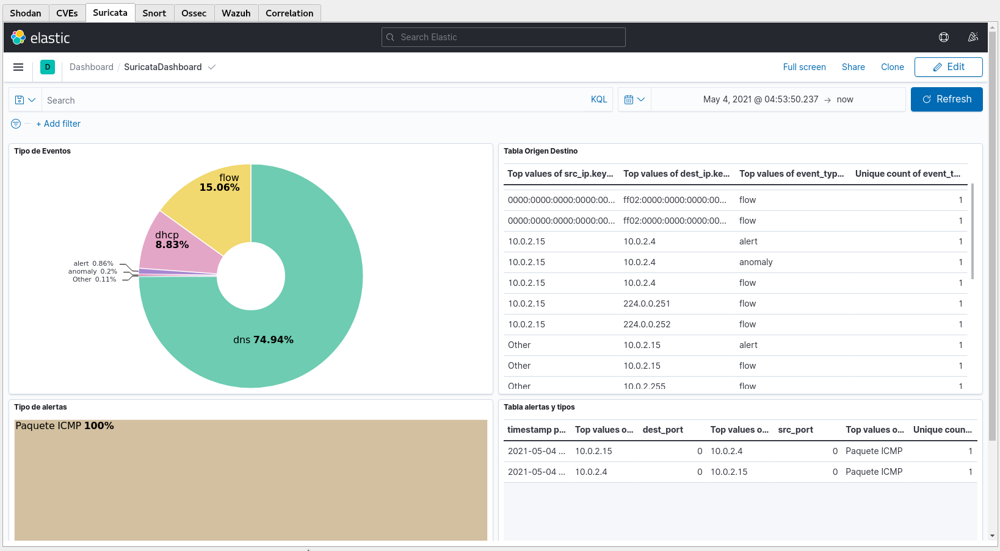 Shodan CVEs Suricata Snort Ossec Wazuh Correlation
elastic Search Elastic
D Dashboard / SuricataDashboard Full screen Share Clone Edit
Search KQL May 4, 2021 @ 04:53:50.237 → now Refresh
+ Add filter
Tipo de Eventos
flow
15.06%
dhcp
8.83%
alert 0.86%
anomaly 0.2%
Other 0.11%
dns 74.94%
Tabla Origen Destino
Top values of src_ip.key... Top values of dest_ip.ke... Top values of event_typ... Unique count of event_t...
0000:0000:0000:0000:00... ff02:0000:0000:0000:00... flow 1
0000:0000:0000:0000:00... ff02:0000:0000:0000:00... flow 1
10.0.2.15 10.0.2.4 alert 1
10.0.2.15 10.0.2.4 anomaly 1
10.0.2.15 10.0.2.4 flow 1
10.0.2.15 224.0.0.251 flow 1
10.0.2.15 224.0.0.252 flow 1
Other 10.0.2.15 alert 1
Other 10.0.2.15 flow 1
Other 10.0.2.255 flow 1
Tipo de alertas
Paquete ICMP 100%
Tabla alertas y tipos
timestamp p... Top values o... dest_port Top values o... src_port Top values o... Unique coun...
2021-05-04 ... 10.0.2.15 0 10.0.2.4 0 Paquete ICMP 1
2021-05-04 ... 10.0.2.4 0 10.0.2.15 0 Paquete ICMP 1